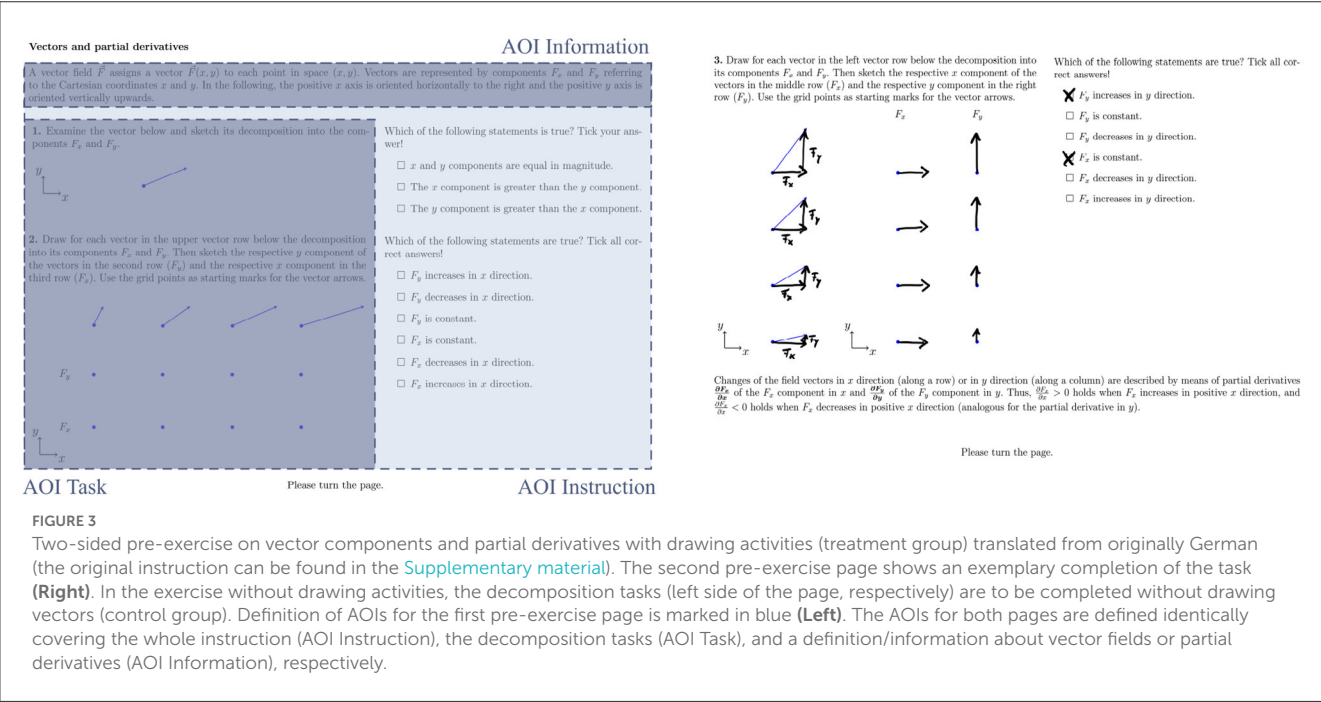 Vectors and partial derivatives
AOI Information
A vector field F⃗ assigns a vector F⃗(x, y) to each point in space (x, y). Vectors are represented by components Fx and Fy referring
to the Cartesian coordinates x and y. In the following, the positive x axis is oriented horizontally to the right and the positive y axis is
oriented vertically upwards.
1. Examine the vector below and sketch its decomposition into the com-
ponents Fx and Fy.
y
x
Which of the following statements is true? Tick your ans-
wer!
☐ x and y components are equal in magnitude.
☐ The x component is greater than the y component.
☐ The y component is greater than the x component.
2. Draw for each vector in the upper vector row below the decomposition
into its components Fx and Fy. Then sketch the respective y component of
the vectors in the second row (Fy) and the respective x component in the
third row (Fx). Use the grid points as starting marks for the vector arrows.
Fy
Fx
y
x
Which of the following statements are true? Tick all cor-
rect answers!
☐ Fy increases in x direction.
☐ Fy decreases in x direction.
☐ Fy is constant.
☐ Fx is constant.
☐ Fx decreases in x direction.
☐ Fx increases in x direction.
AOI Task
Please turn the page.
AOI Instruction
3. Draw for each vector in the left vector row below the decomposition into
its components Fx and Fy. Then sketch the respective x component of the
vectors in the middle row (Fx) and the respective y component in the right
row (Fy). Use the grid points as starting marks for the vector arrows.
Fx Fy
Fy
Fx
Fy
Fx
Fy
Fx
Fy
Fx
y
x
y
x
Which of the following statements are true? Tick all cor-
rect answers!
☒ Fy increases in y direction.
☐ Fy is constant.
☐ Fy decreases in y direction.
☒ Fx is constant.
☐ Fx decreases in y direction.
☐ Fx increases in y direction.
Changes of the field vectors in x direction (along a row) or in y direction (along a column) are described by means of partial derivatives
∂Fx/∂x of the Fx component in x and ∂Fy/∂y of the Fy component in y. Thus, ∂Fx/∂x > 0 holds when Fx increases in positive x direction, and
∂Fx/∂x < 0 holds when Fx decreases in positive x direction (analogous for the partial derivative in y).
Please turn the page.
FIGURE 3
Two-sided pre-exercise on vector components and partial derivatives with drawing activities (treatment group) translated from originally German
(the original instruction can be found in the Supplementary material). The second pre-exercise page shows an exemplary completion of the task
(Right). In the exercise without drawing activities, the decomposition tasks (left side of the page, respectively) are to be completed without drawing
vectors (control group). Definition of AOIs for the first pre-exercise page is marked in blue (Left). The AOIs for both pages are defined identically
covering the whole instruction (AOI Instruction), the decomposition tasks (AOI Task), and a definition/information about vector fields or partial
derivatives (AOI Information), respectively.